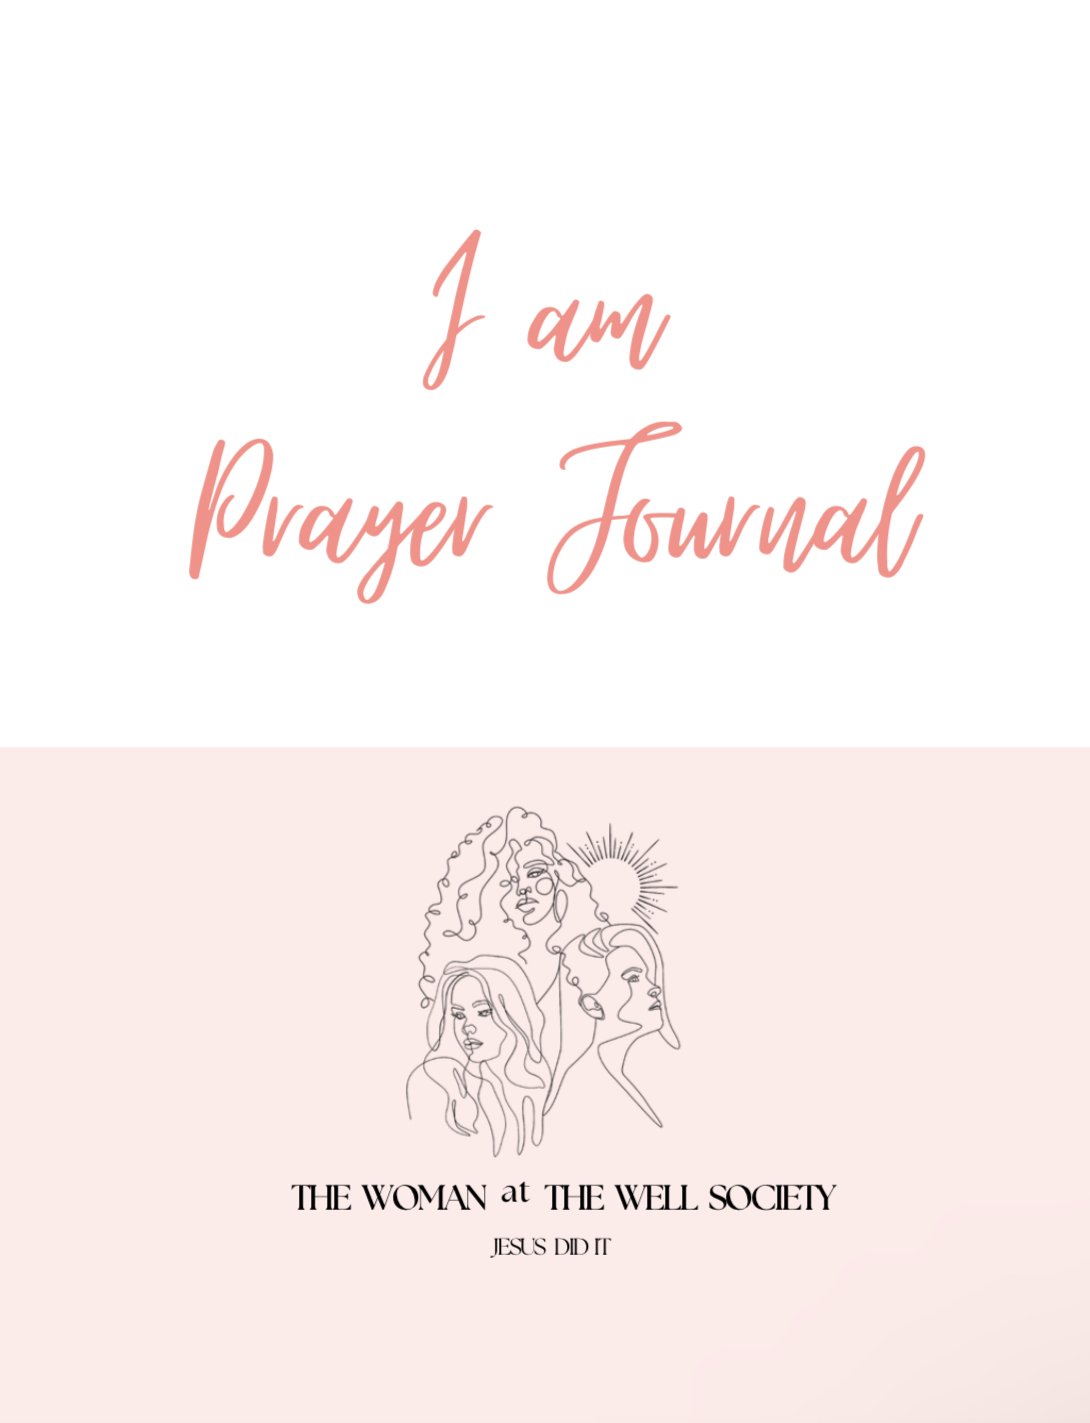 I am
Prayer Journal
THE WOMAN at THE WELL SOCIETY
JESUS DID IT